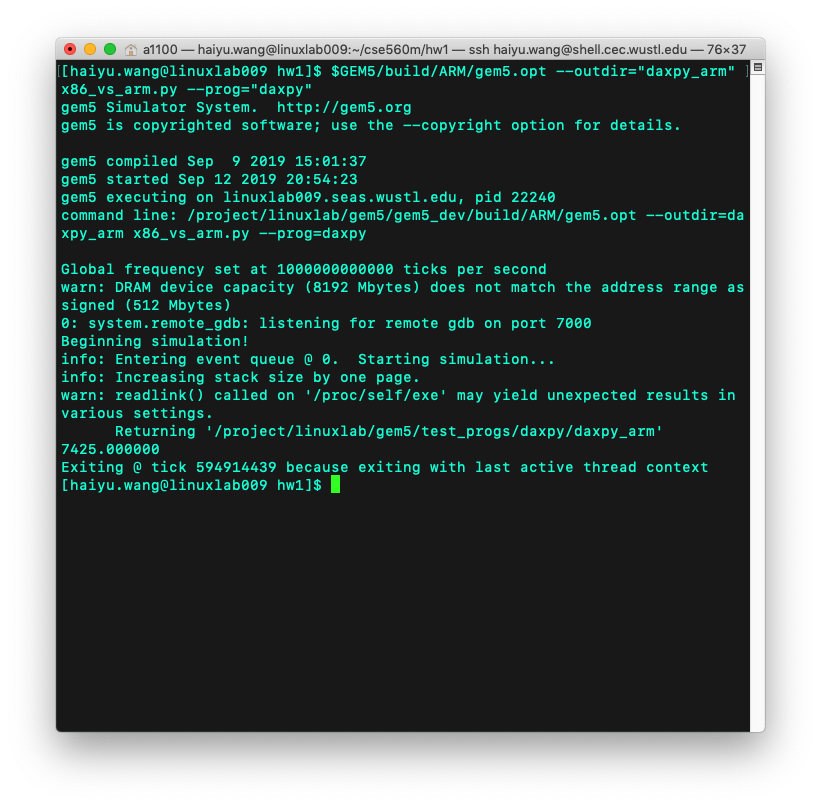 a1100 — haiyu.wang@linuxlab009:~/cse560m/hw1 — ssh haiyu.wang@shell.cec.wustl.edu — 76×37
[[haiyu.wang@linuxlab009 hw1]$ $GEM5/build/ARM/gem5.opt --outdir="daxpy_arm" ]
x86_vs_arm.py --prog="daxpy"
gem5 Simulator System.  http://gem5.org
gem5 is copyrighted software; use the --copyright option for details.
gem5 compiled Sep  9 2019 15:01:37
gem5 started Sep 12 2019 20:54:23
gem5 executing on linuxlab009.seas.wustl.edu, pid 22240
command line: /project/linuxlab/gem5/gem5_dev/build/ARM/gem5.opt --outdir=da
xpy_arm x86_vs_arm.py --prog=daxpy
Global frequency set at 1000000000000 ticks per second
warn: DRAM device capacity (8192 Mbytes) does not match the address range as
signed (512 Mbytes)
0: system.remote_gdb: listening for remote gdb on port 7000
Beginning simulation!
info: Entering event queue @ 0.  Starting simulation...
info: Increasing stack size by one page.
warn: readlink() called on '/proc/self/exe' may yield unexpected results in
various settings.
      Returning '/project/linuxlab/gem5/test_progs/daxpy/daxpy_arm'
7425.000000
Exiting @ tick 594914439 because exiting with last active thread context
[haiyu.wang@linuxlab009 hw1]$